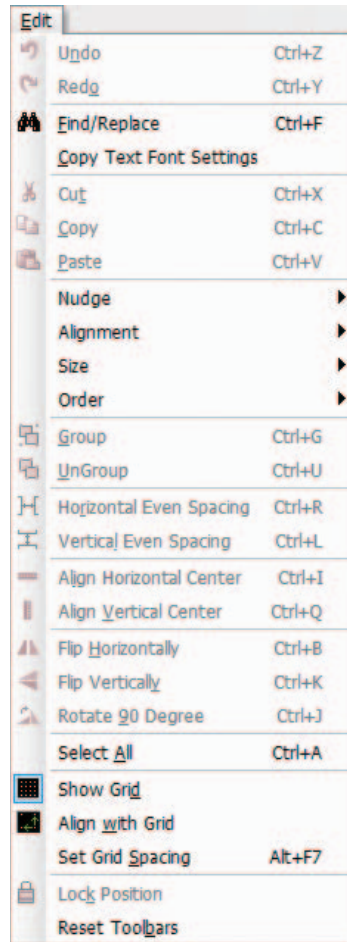 Edit
Undo Ctrl+Z
Redo Ctrl+Y
Find/Replace Ctrl+F
Copy Text Font Settings
Cut Ctrl+X
Copy Ctrl+C
Paste Ctrl+V
Nudge
Alignment
Size
Order
Group Ctrl+G
UnGroup Ctrl+U
Horizontal Even Spacing Ctrl+R
Vertical Even Spacing Ctrl+L
Align Horizontal Center Ctrl+I
Align Vertical Center Ctrl+Q
Flip Horizontally Ctrl+B
Flip Vertically Ctrl+K
Rotate 90 Degree Ctrl+J
Select All Ctrl+A
Show Grid
Align with Grid
Set Grid Spacing Alt+F7
Lock Position
Reset Toolbars